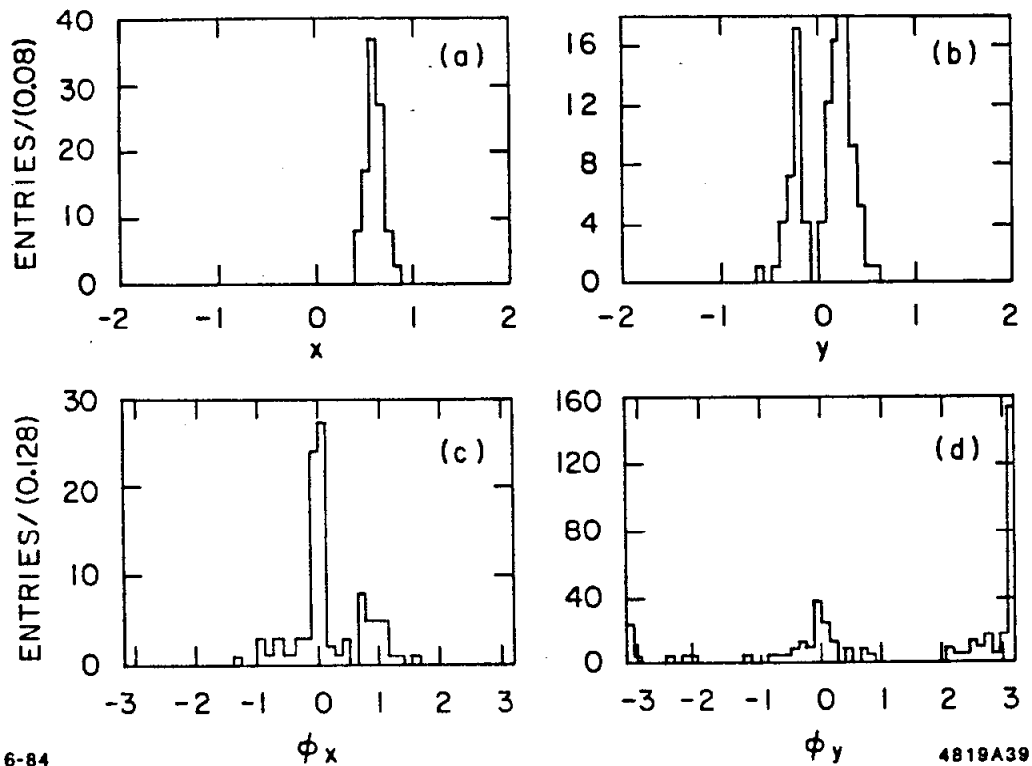 ENTRIES/(0.08)
40
30
20
10
0
(a)
-2 -1 0 1 2
x
16
12
8
4
0
(b)
-2 -1 0 1 2
y
ENTRIES/(0.128)
30
20
10
0
(c)
-3 -2 -1 0 1 2 3
ϕx
160
120
80
40
0
(d)
-3 -2 -1 0 1 2 3
ϕy
6-84
4819A39